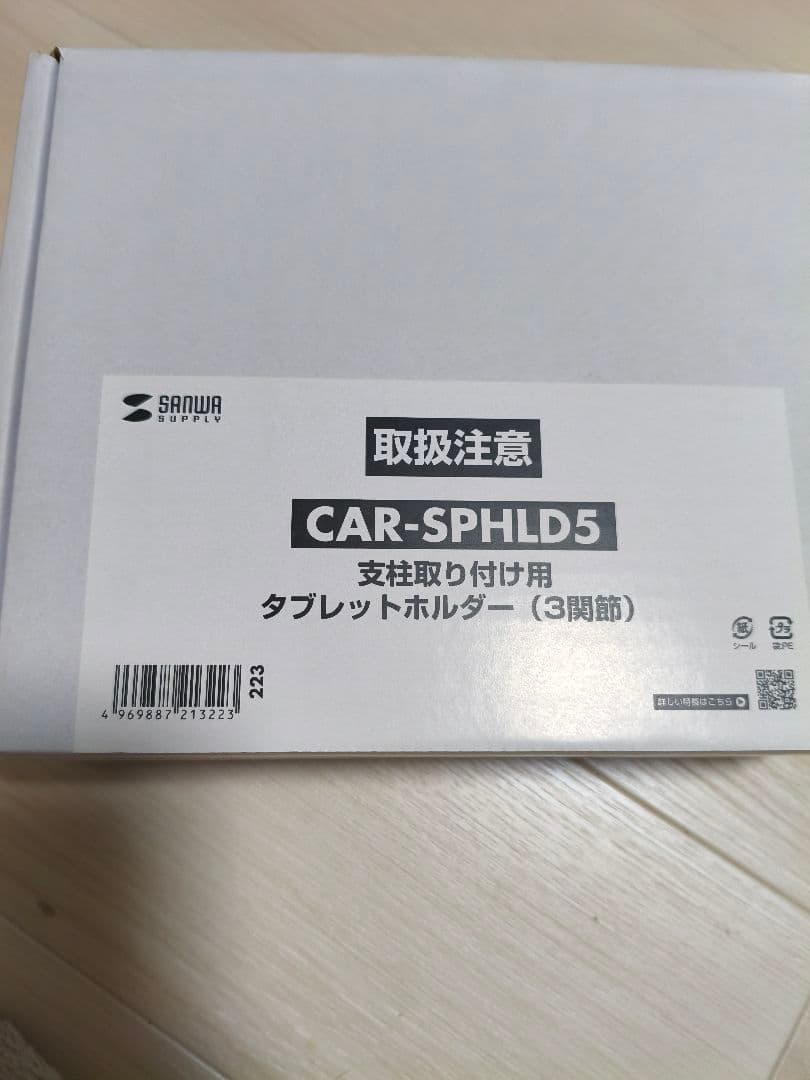 SANWA
SUPPLY
取扱注意
CAR-SPHLD5
支柱取り付け用
タブレットホルダー（3関節）
紙
プラ
シール
袋:PE
4 969887 213223
223
詳しい情報はこちら